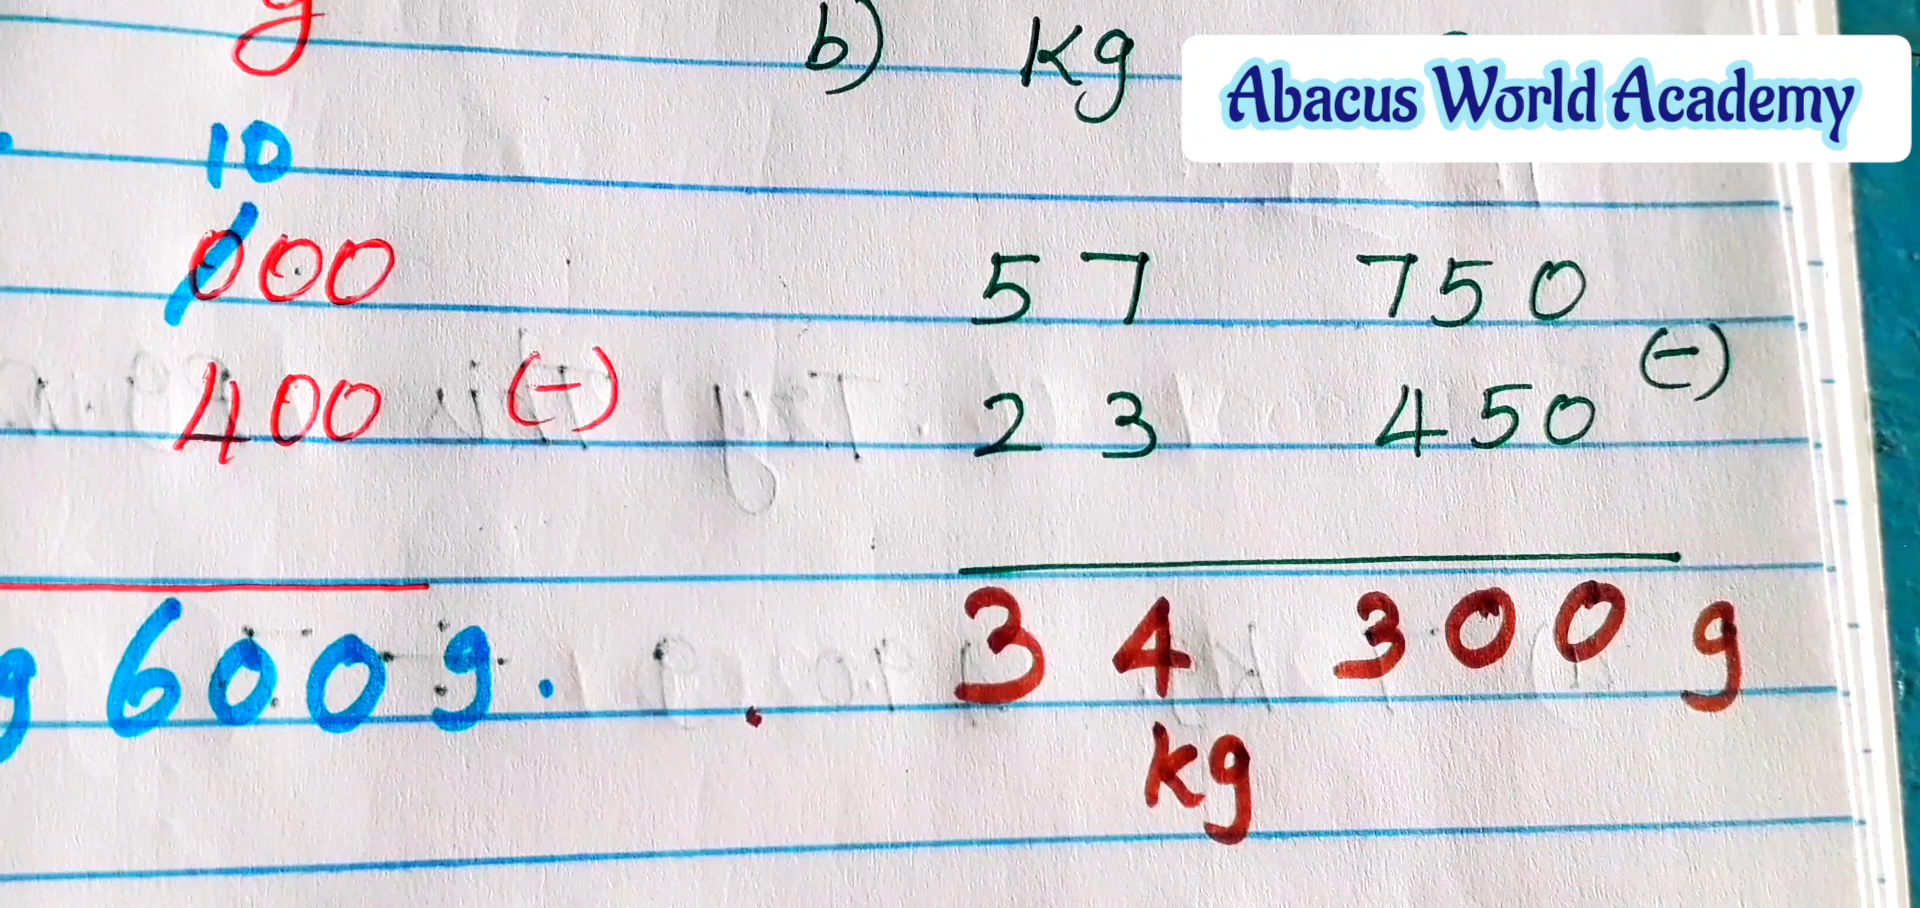 g b) kg
Abacus World Academy
10
000 57 750
400 (-) 23 450 (-)
g 600 g. 34 300 g
kg